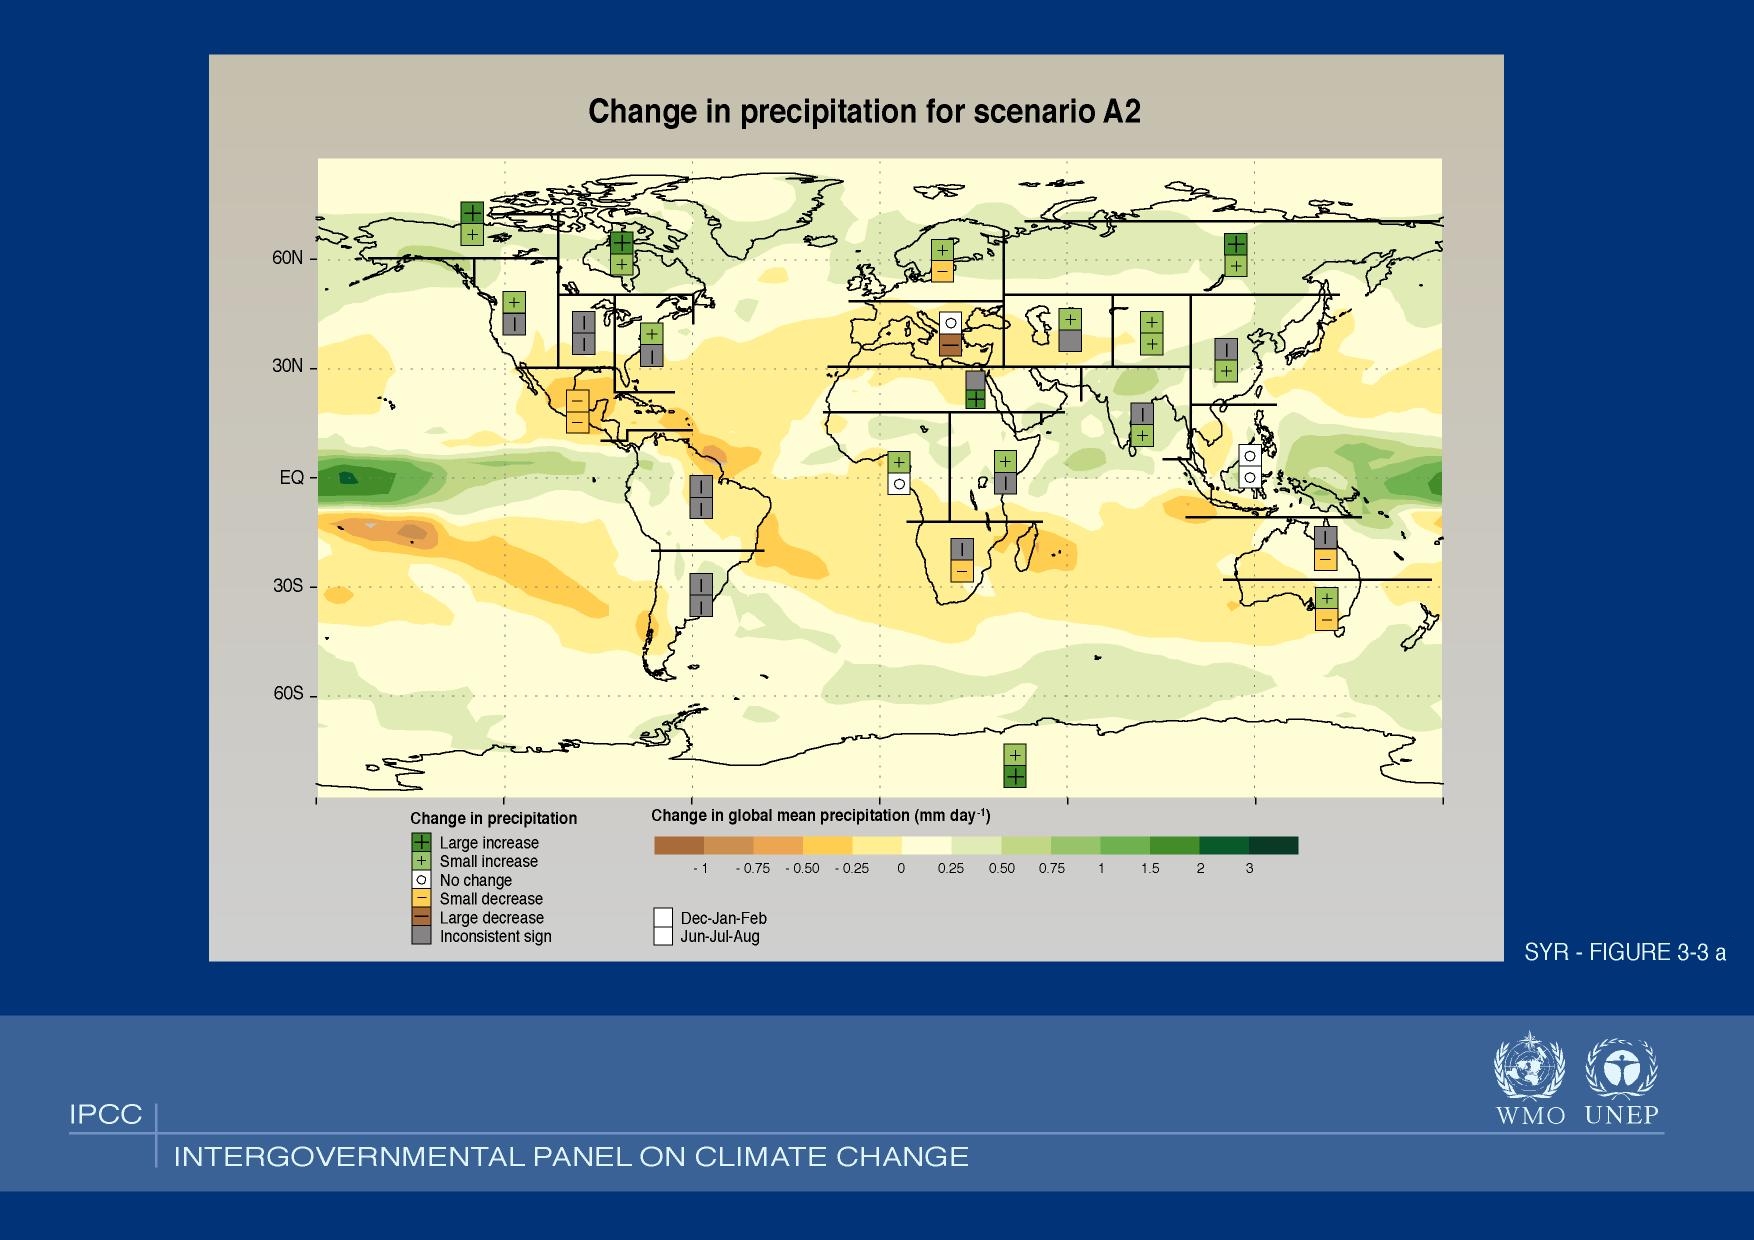 Change in precipitation for scenario A2
60N
30N
EQ
30S
60S
Change in precipitation
Large increase
Small increase
No change
Small decrease
Large decrease
Inconsistent sign
Change in global mean precipitation (mm day-1)
- 1 - 0.75 - 0.50 - 0.25 0 0.25 0.50 0.75 1 1.5 2 3
Dec-Jan-Feb
Jun-Jul-Aug
SYR - FIGURE 3-3 a
WMO UNEP
IPCC
INTERGOVERNMENTAL PANEL ON CLIMATE CHANGE